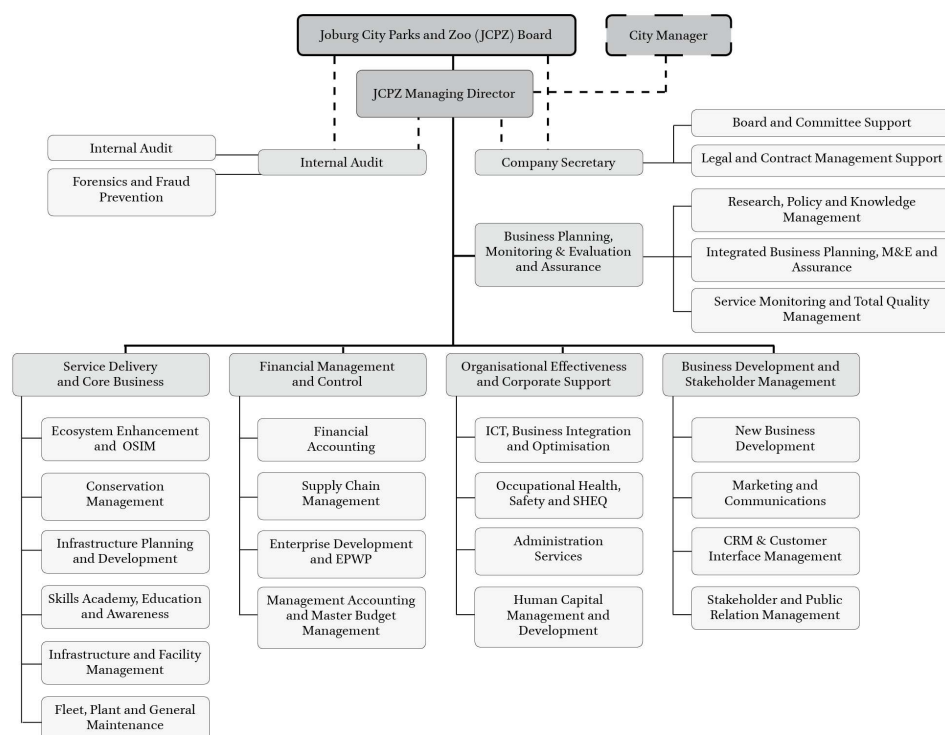 Joburg City Parks and Zoo (JCPZ) Board
City Manager
JCPZ Managing Director
Internal Audit
Forensics and Fraud
Prevention
Internal Audit
Company Secretary
Board and Committee Support
Legal and Contract Management Support
Business Planning,
Monitoring & Evaluation
and Assurance
Research, Policy and Knowledge
Management
Integrated Business Planning, M&E and
Assurance
Service Monitoring and Total Quality
Management
Service Delivery
and Core Business
Ecosystem Enhancement
and OSIM
Conservation
Management
Infrastructure Planning
and Development
Skills Academy, Education
and Awareness
Infrastructure and Facility
Management
Fleet, Plant and General
Maintenance
Financial Management
and Control
Financial
Accounting
Supply Chain
Management
Enterprise Development
and EPWP
Management Accounting
and Master Budget
Management
Organisational Effectiveness
and Corporate Support
ICT, Business Integration
and Optimisation
Occupational Health,
Safety and SHEQ
Administration
Services
Human Capital
Management and
Development
Business Development and
Stakeholder Management
New Business
Development
Marketing and
Communications
CRM & Customer
Interface Management
Stakeholder and Public
Relation Management